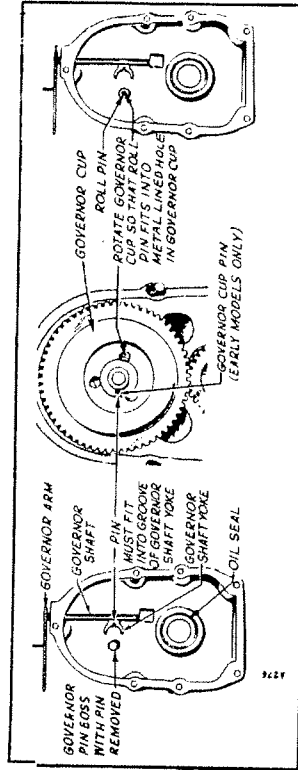 GOVERNOR ARM
GOVERNOR
SHAFT
GOVERNOR
PIN BOSS
WITH PIN
REMOVED
PIN
MUST FIT
INTO GROOVE
OF GOVERNOR
SHAFT YOKE
GOVERNOR
SHAFT YOKE
OIL SEAL
A276
GOVERNOR CUP
ROLL PIN
ROTATE GOVERNOR
CUP SO THAT ROLL
PIN FITS INTO
METAL LINED HOLE
IN GOVERNOR CUP
GOVERNOR CUP PIN
(EARLY MODELS ONLY)